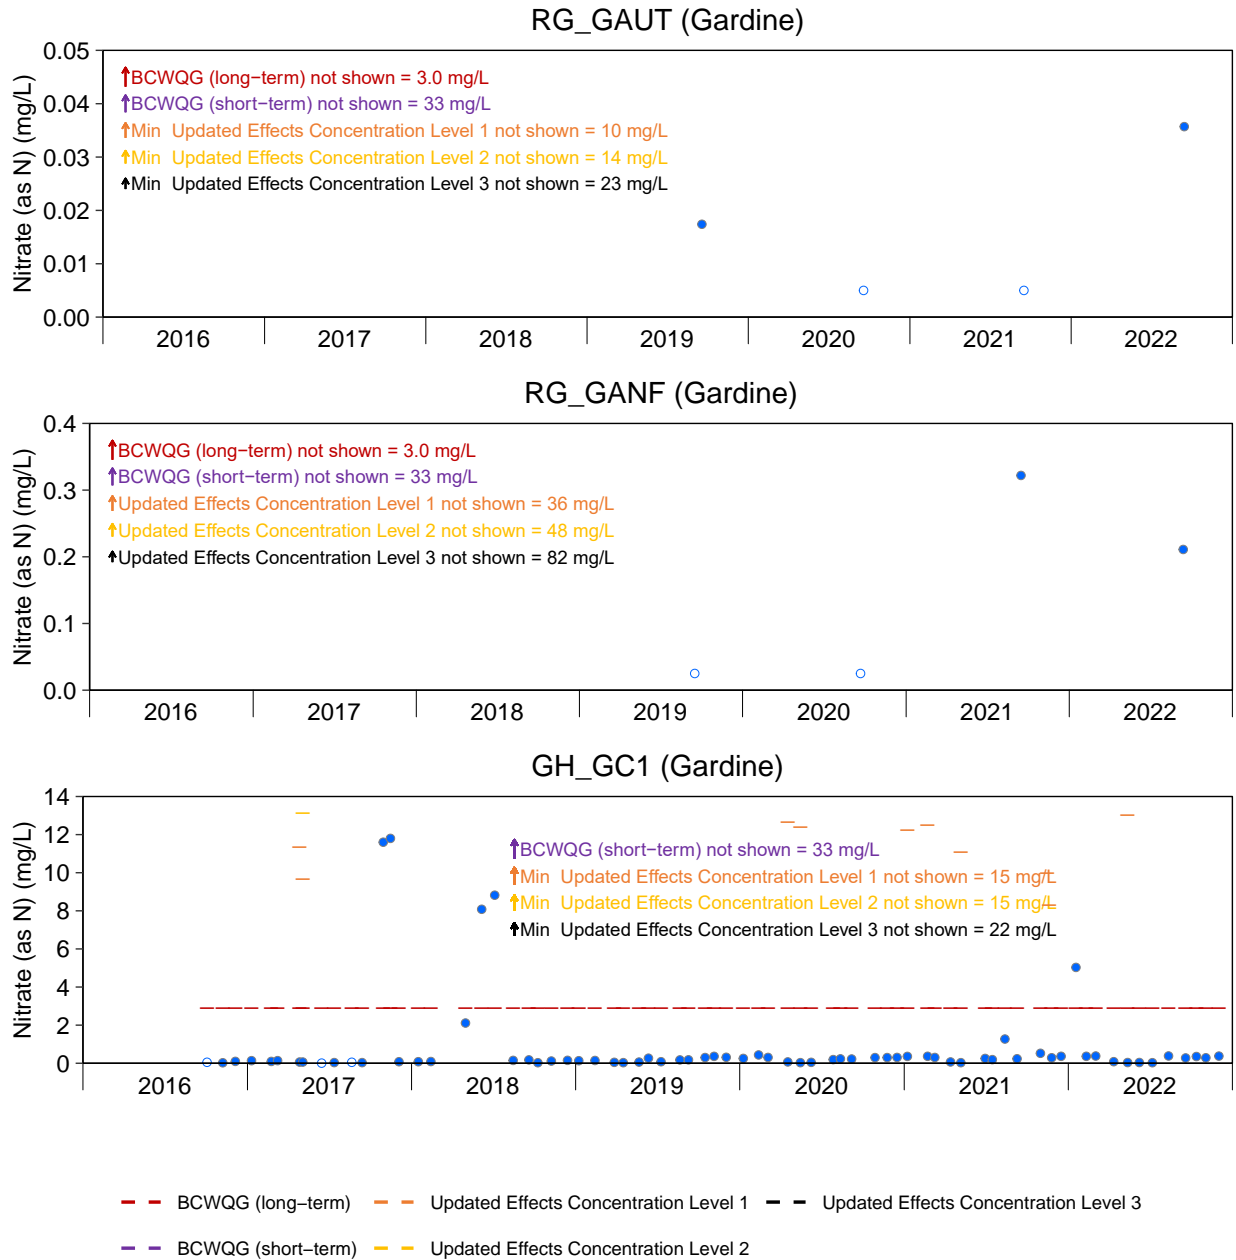 RG_GAUT (Gardine)
Nitrate (as N) (mg/L)
0.05
0.04
0.03
0.02
0.01
0.00
BCWQG (long−term) not shown = 3.0 mg/L
BCWQG (short−term) not shown = 33 mg/L
Min Updated Effects Concentration Level 1 not shown = 10 mg/L
Min Updated Effects Concentration Level 2 not shown = 14 mg/L
Min Updated Effects Concentration Level 3 not shown = 23 mg/L
2016 2017 2018 2019 2020 2021 2022
RG_GANF (Gardine)
Nitrate (as N) (mg/L)
0.4
0.3
0.2
0.1
0.0
BCWQG (long−term) not shown = 3.0 mg/L
BCWQG (short−term) not shown = 33 mg/L
Updated Effects Concentration Level 1 not shown = 36 mg/L
Updated Effects Concentration Level 2 not shown = 48 mg/L
Updated Effects Concentration Level 3 not shown = 82 mg/L
2016 2017 2018 2019 2020 2021 2022
GH_GC1 (Gardine)
Nitrate (as N) (mg/L)
14
12
10
8
6
4
2
0
BCWQG (short−term) not shown = 33 mg/L
Min Updated Effects Concentration Level 1 not shown = 15 mg/L
Min Updated Effects Concentration Level 2 not shown = 15 mg/L
Min Updated Effects Concentration Level 3 not shown = 22 mg/L
2016 2017 2018 2019 2020 2021 2022
BCWQG (long−term) Updated Effects Concentration Level 1 Updated Effects Concentration Level 3
BCWQG (short−term) Updated Effects Concentration Level 2